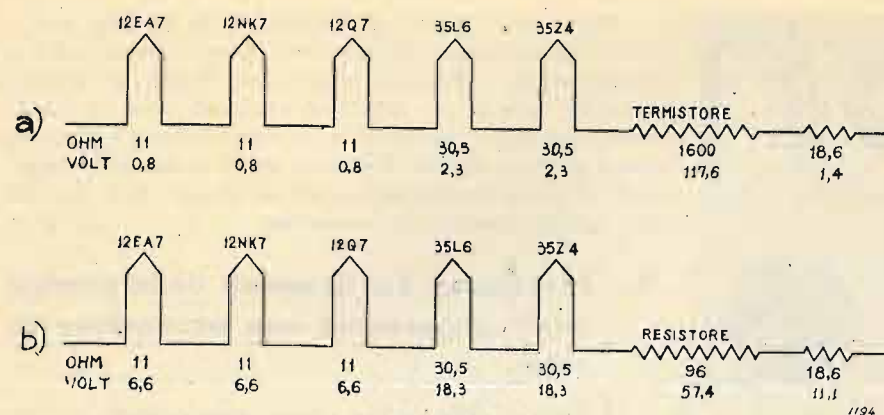 12EA7 12NK7 12Q7 35L6 35Z4
a) TERMISTORE
OHM 11 11 11 30,5 30,5 1600 18,6
VOLT 0,8 0,8 0,8 2,3 2,3 117,6 1,4
12EA7 12NK7 12Q7 35L6 35Z4
b) RESISTORE
OHM 11 11 11 30,5 30,5 96 18,6
VOLT 6,6 6,6 6,6 18,3 18,3 57,4 11,1
1194